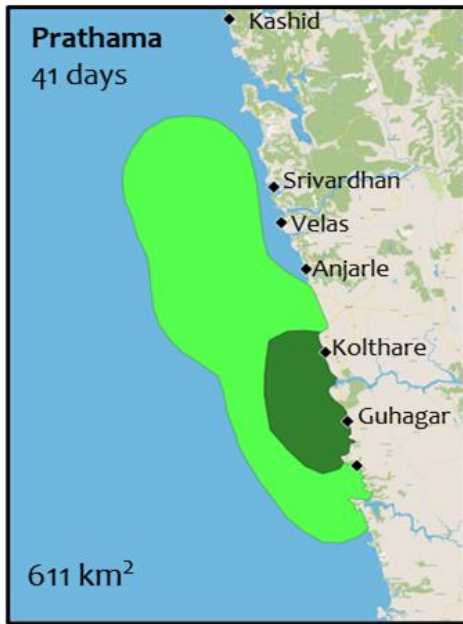 Kashid
Prathama
41 days
Srivardhan
Velas
Anjarle
Kolthare
Guhagar
611 km²